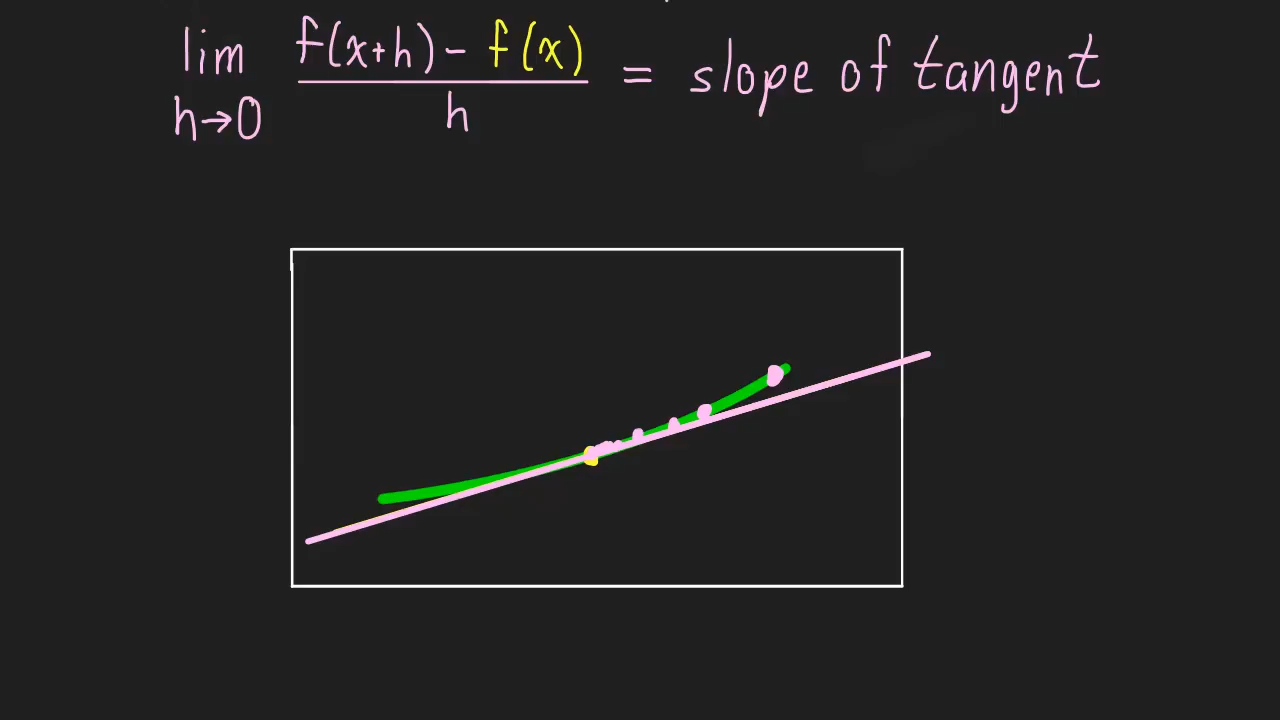 lim h→0 f(x+h) - f(x) / h = slope of tangent